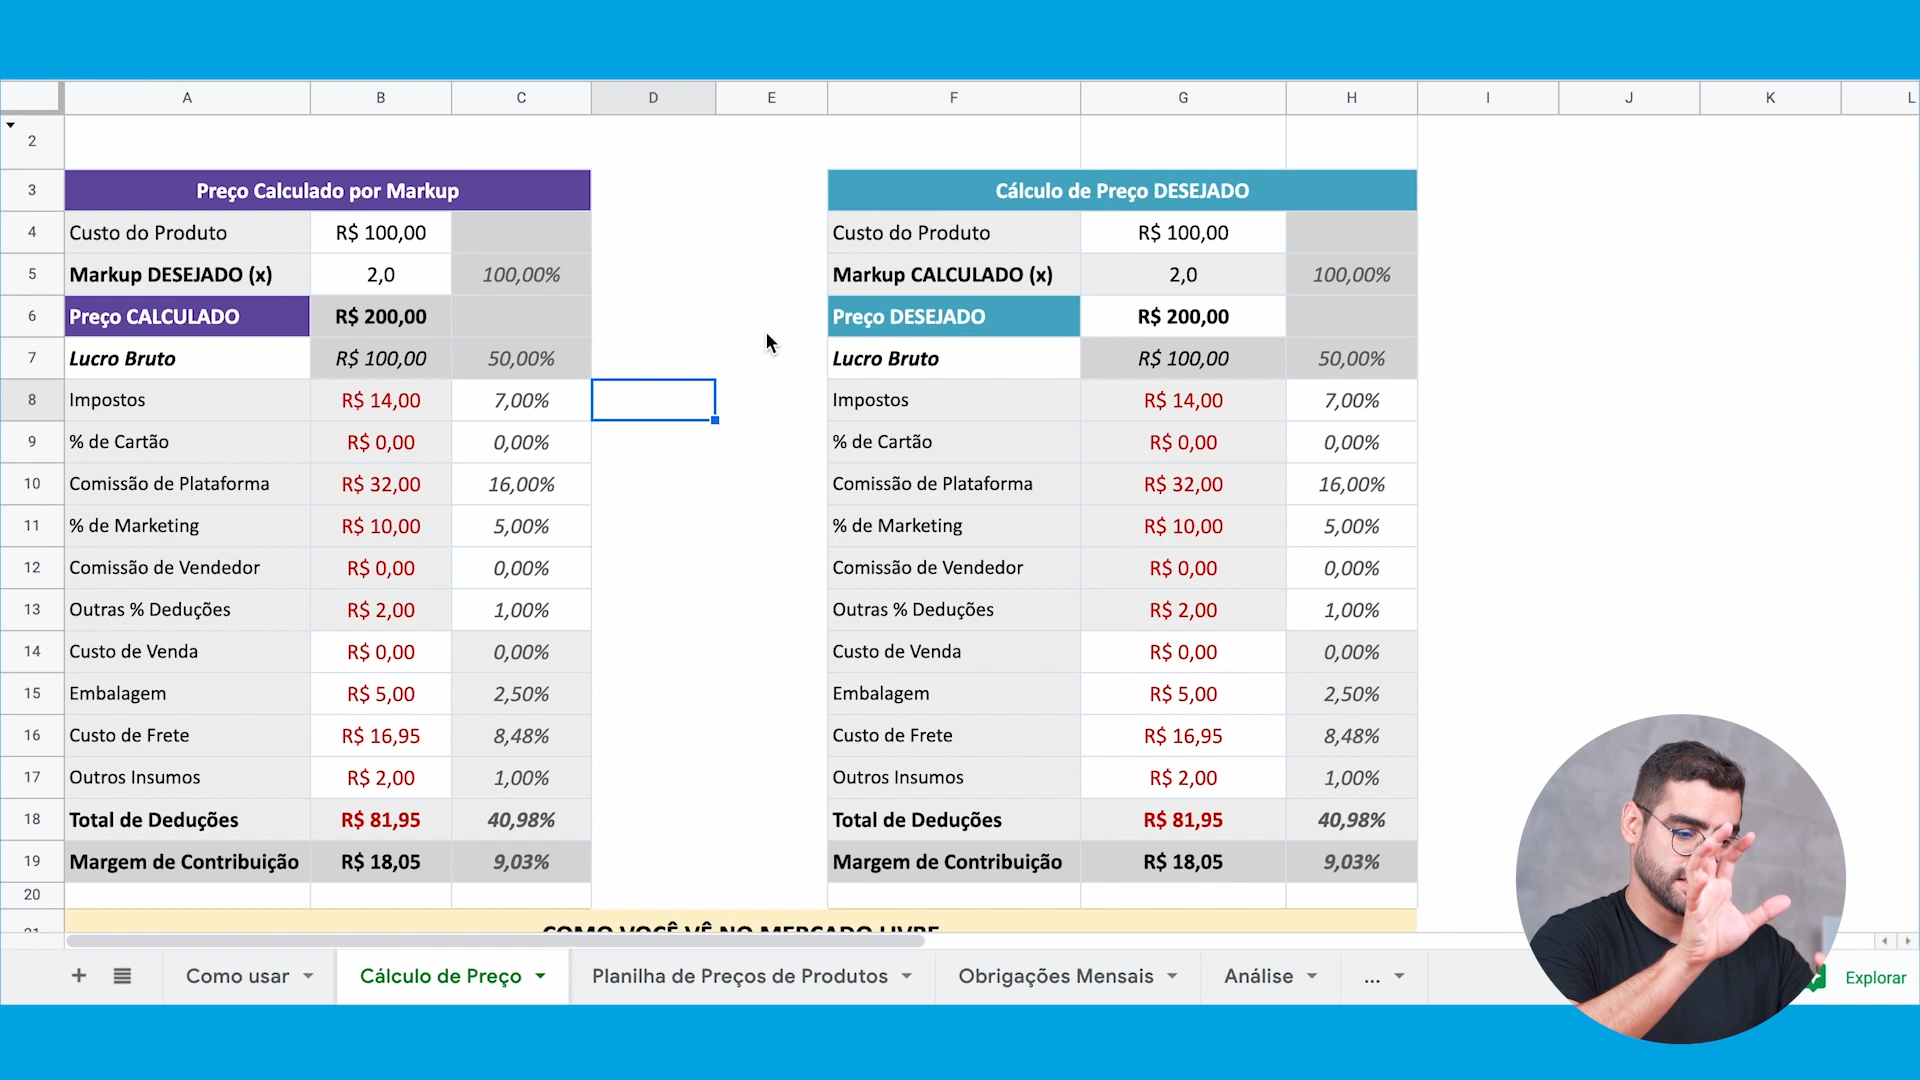 A B C D E F G H I J K L
2
3 Preço Calculado por Markup Cálculo de Preço DESEJADO
4 Custo do Produto R$ 100,00 Custo do Produto R$ 100,00
5 Markup DESEJADO (x) 2,0 100,00% Markup CALCULADO (x) 2,0 100,00%
6 Preço CALCULADO R$ 200,00 Preço DESEJADO R$ 200,00
7 Lucro Bruto R$ 100,00 50,00% Lucro Bruto R$ 100,00 50,00%
8 Impostos R$ 14,00 7,00% Impostos R$ 14,00 7,00%
9 % de Cartão R$ 0,00 0,00% % de Cartão R$ 0,00 0,00%
10 Comissão de Plataforma R$ 32,00 16,00% Comissão de Plataforma R$ 32,00 16,00%
11 % de Marketing R$ 10,00 5,00% % de Marketing R$ 10,00 5,00%
12 Comissão de Vendedor R$ 0,00 0,00% Comissão de Vendedor R$ 0,00 0,00%
13 Outras % Deduções R$ 2,00 1,00% Outras % Deduções R$ 2,00 1,00%
14 Custo de Venda R$ 0,00 0,00% Custo de Venda R$ 0,00 0,00%
15 Embalagem R$ 5,00 2,50% Embalagem R$ 5,00 2,50%
16 Custo de Frete R$ 16,95 8,48% Custo de Frete R$ 16,95 8,48%
17 Outros Insumos R$ 2,00 1,00% Outros Insumos R$ 2,00 1,00%
18 Total de Deduções R$ 81,95 40,98% Total de Deduções R$ 81,95 40,98%
19 Margem de Contribuição R$ 18,05 9,03% Margem de Contribuição R$ 18,05 9,03%
20
21 COMO VOCÊ VÊ NO MERCADO LIVRE
+ Como usar Cálculo de Preço Planilha de Preços de Produtos Obrigações Mensais Análise ... Explorar